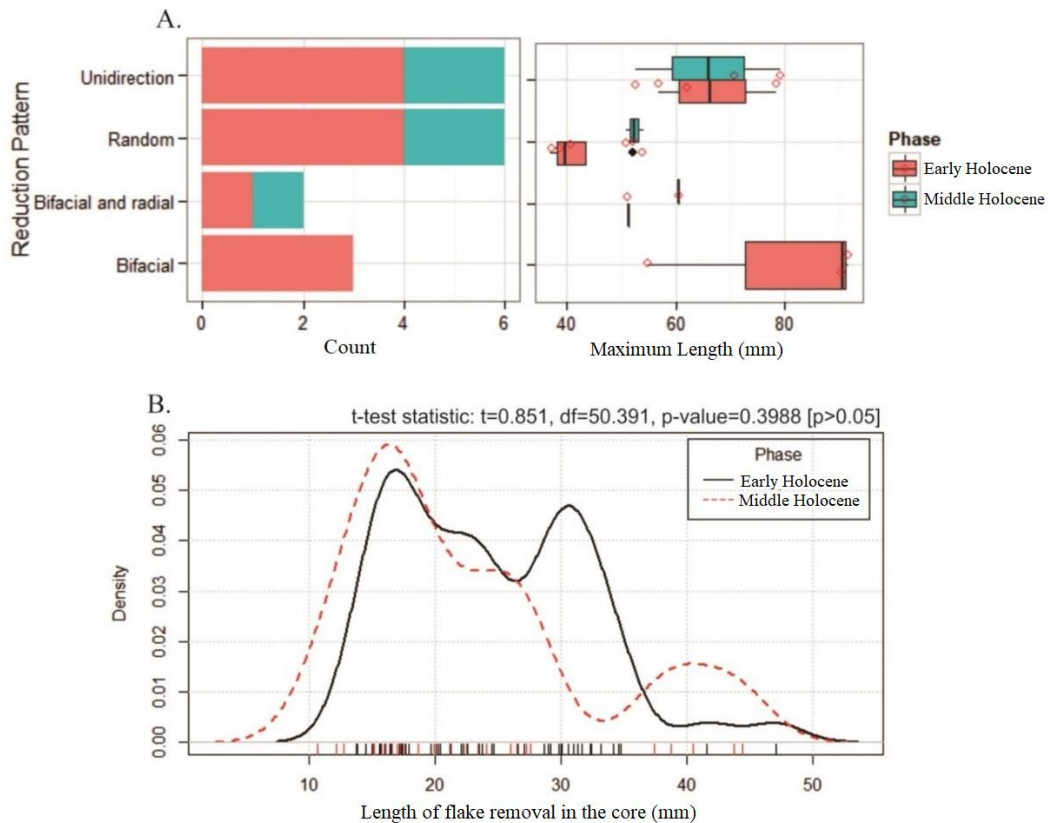 A.
Reduction Pattern
Unidirection
Random
Bifacial and radial
Bifacial
0 2 4 6
Count
40 60 80
Maximum Length (mm)
Phase
Early Holocene
Middle Holocene
B.
t-test statistic: t=0.851, df=50.391, p-value=0.3988 [p>0.05]
Phase
Early Holocene
Middle Holocene
Density
0.06
0.05
0.04
0.03
0.02
0.01
0.00
10 20 30 40 50
Length of flake removal in the core (mm)